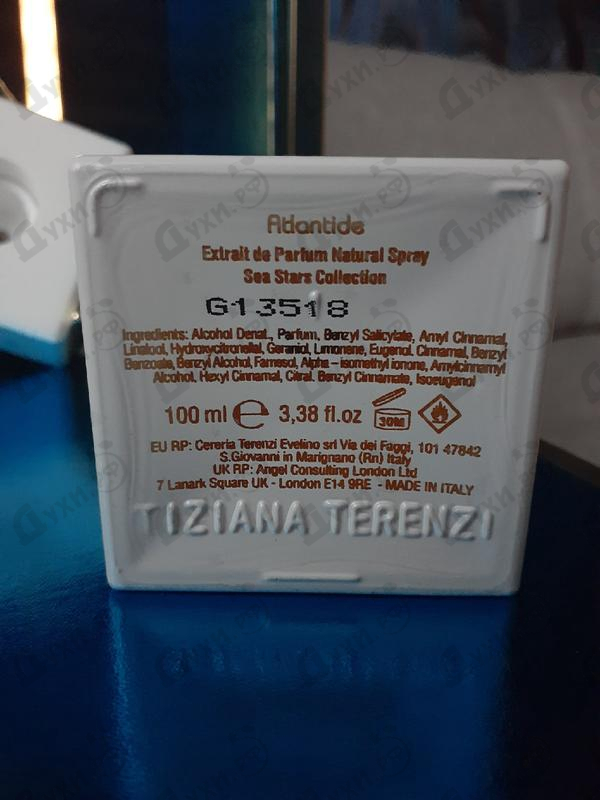 Atlantide
Extrait de Parfum Natural Spray
Sea Stars Collection
G13518
Ingredients: Alcohol Denat., Parfum, Benzyl Salicylate, Amyl Cinnamal,
Linalool, Hydroxycitronellal, Geraniol, Limonene, Eugenol, Cinnamal, Benzyl
Benzoate, Benzyl Alcohol, Farnesol, Alpha - isomethyl ionone, Amylcinnamyl
Alcohol, Hexyl Cinnamal, Citral, Benzyl Cinnamate, Isoeugenol
100 ml e 3,38 fl.oz 30M
EU RP: Cereria Terenzi Evelino srl Via dei Faggi, 101 47842
S.Giovanni in Marignano (Rn) Italy
UK RP: Angel Consulting London Ltd
7 Lanark Square UK - London E14 9RE - MADE IN ITALY
TIZIANA TERENZI
Духи.рф